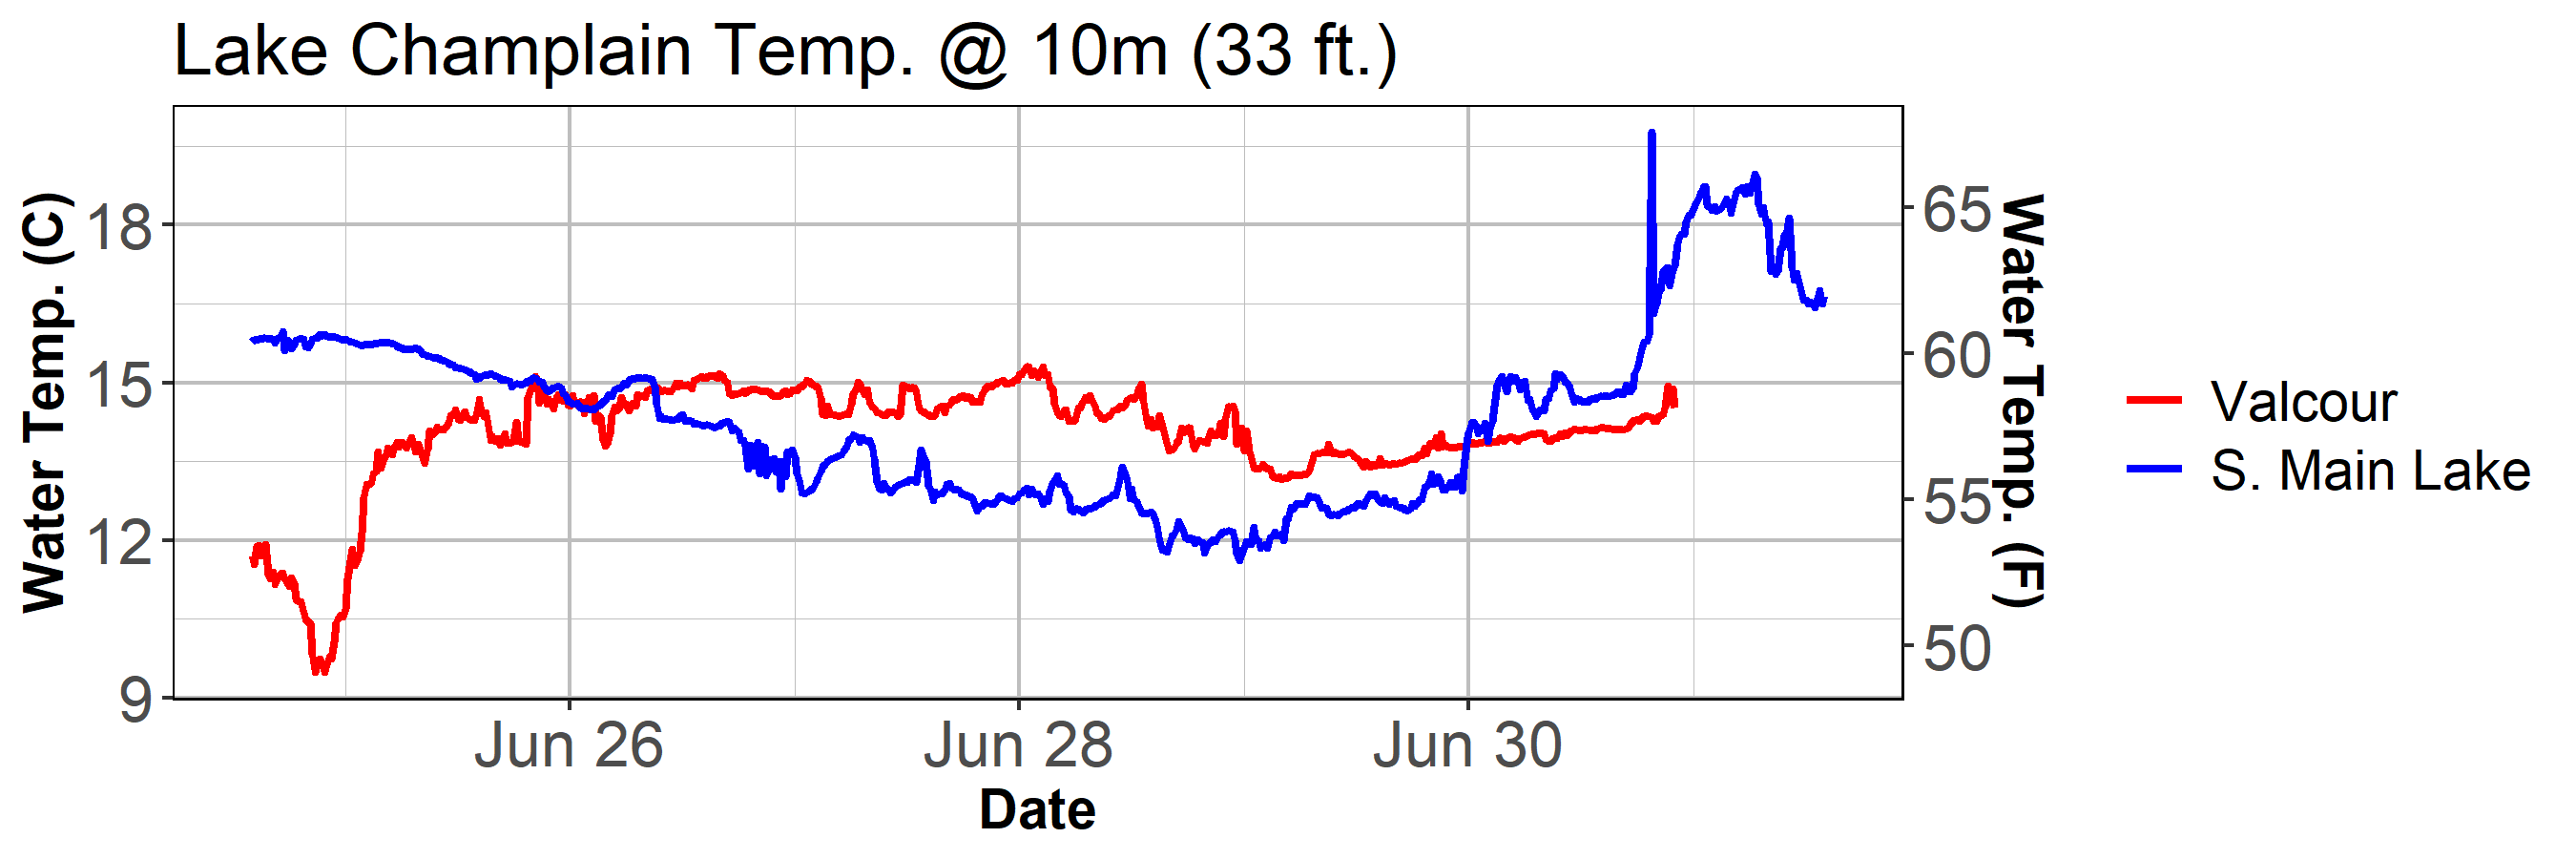 Lake Champlain Temp. @ 10m (33 ft.)
Water Temp. (C)
18
15
12
9
65
60
55
50
Water Temp. (F)
Jun 26
Jun 28
Jun 30
Date
Valcour
S. Main Lake